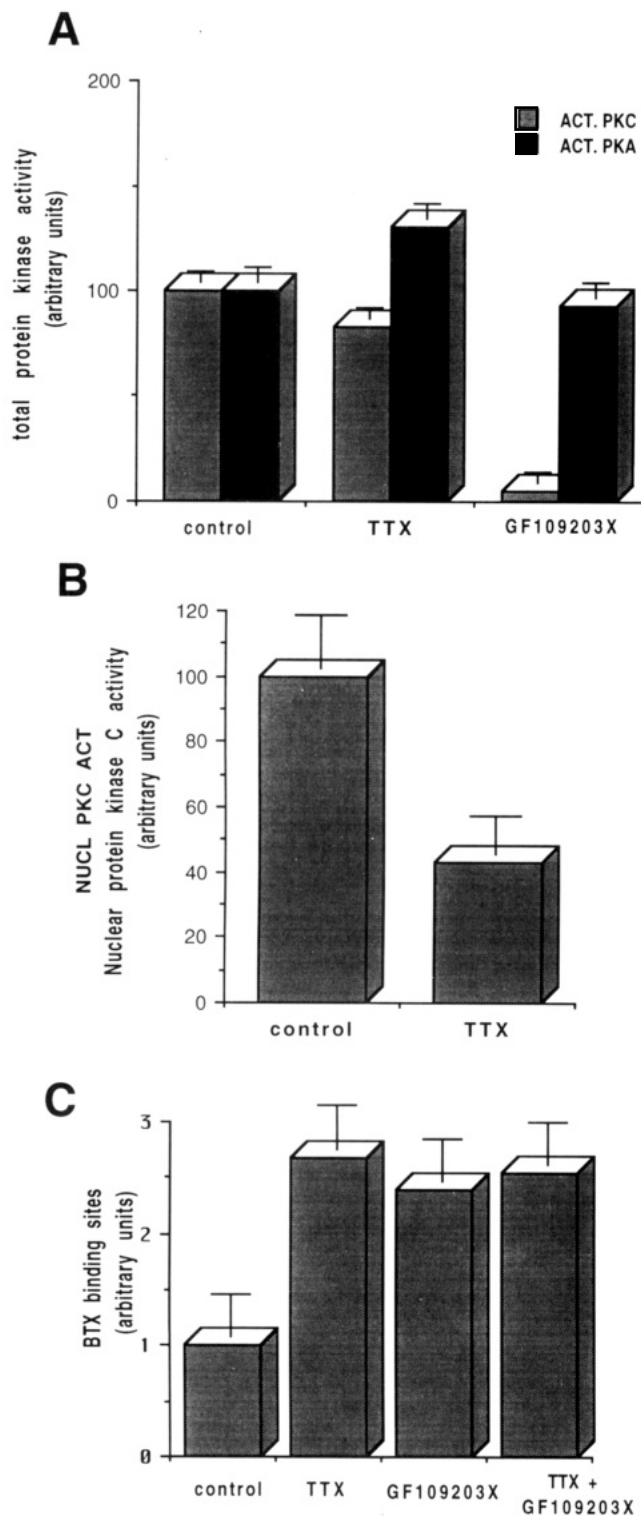 A
200
100
0
total protein kinase activity
(arbitrary units)
ACT. PKC
ACT. PKA
control
TTX
GF109203X
B
120
100
80
60
40
20
0
NUCL PKC ACT
Nuclear protein kinase C activity
(arbitrary units)
control
TTX
C
3
2
1
0
BTX binding sites
(arbitrary units)
control
TTX
GF109203X
TTX +
GF109203X